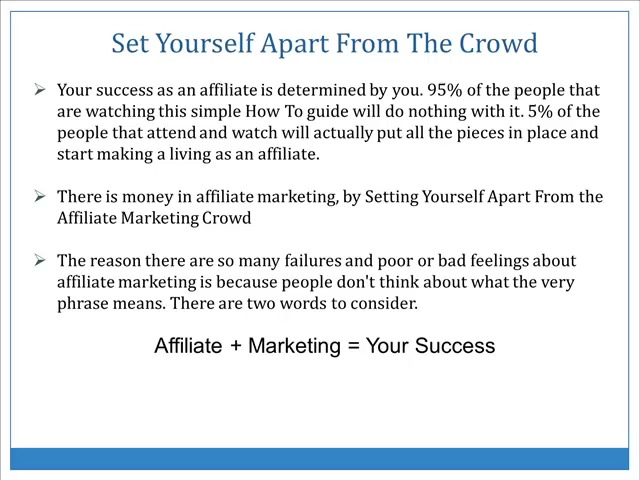 Set Yourself Apart From The Crowd
Your success as an affiliate is determined by you. 95% of the people that
are watching this simple How To guide will do nothing with it. 5% of the
people that attend and watch will actually put all the pieces in place and
start making a living as an affiliate.
There is money in affiliate marketing, by Setting Yourself Apart From the
Affiliate Marketing Crowd
The reason there are so many failures and poor or bad feelings about
affiliate marketing is because people don't think about what the very
phrase means. There are two words to consider.
Affiliate + Marketing = Your Success